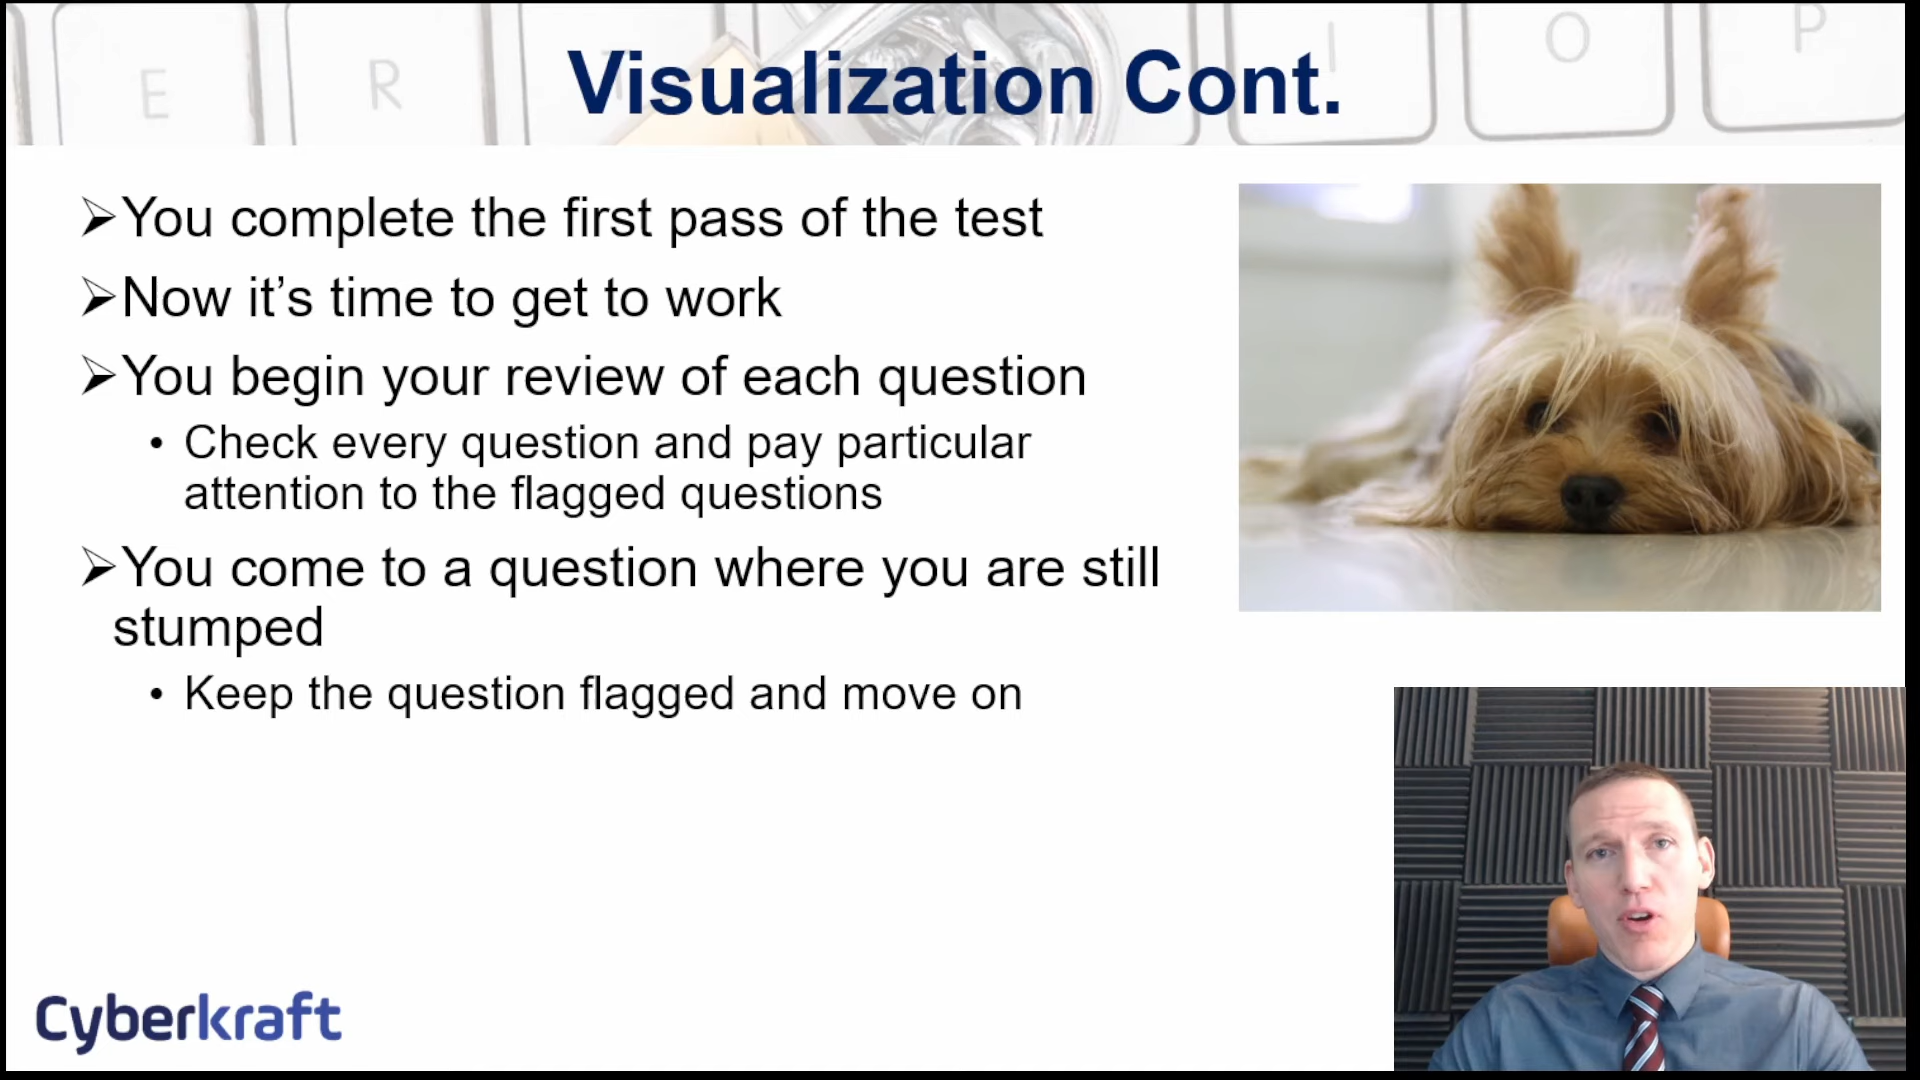 E R T I O P
Visualization Cont.
➢You complete the first pass of the test
➢Now it’s time to get to work
➢You begin your review of each question
• Check every question and pay particular
attention to the flagged questions
➢You come to a question where you are still
stumped
• Keep the question flagged and move on
Cyberkraft